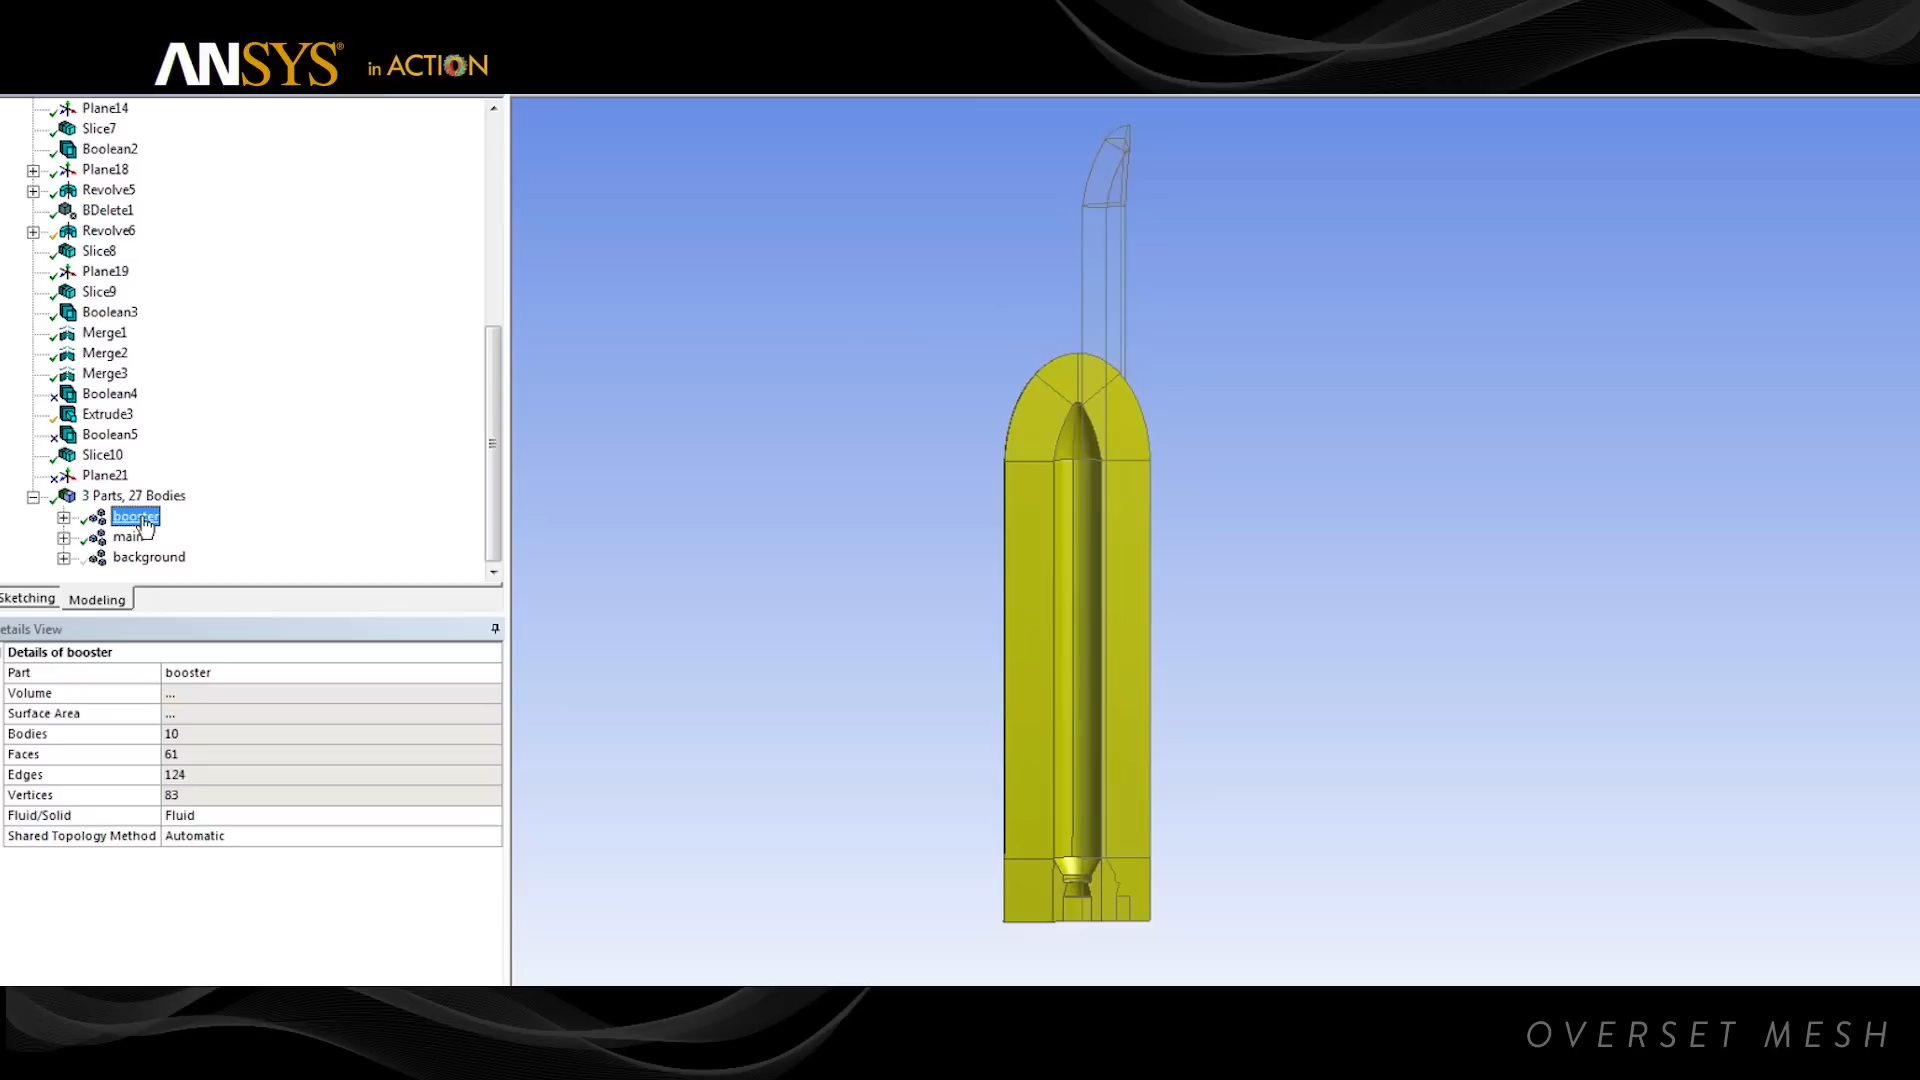 ANSYS® in ACTION
Plane14
Slice7
Boolean2
Plane18
Revolve5
BDelete1
Revolve6
Slice8
Plane19
Slice9
Boolean3
Merge1
Merge2
Merge3
Boolean4
Extrude3
Boolean5
Slice10
Plane21
3 Parts, 27 Bodies
booster
main
background
Sketching Modeling
etails View
Details of booster
Part booster
Volume ...
Surface Area ...
Bodies 10
Faces 61
Edges 124
Vertices 83
Fluid/Solid Fluid
Shared Topology Method Automatic
OVERSET MESH